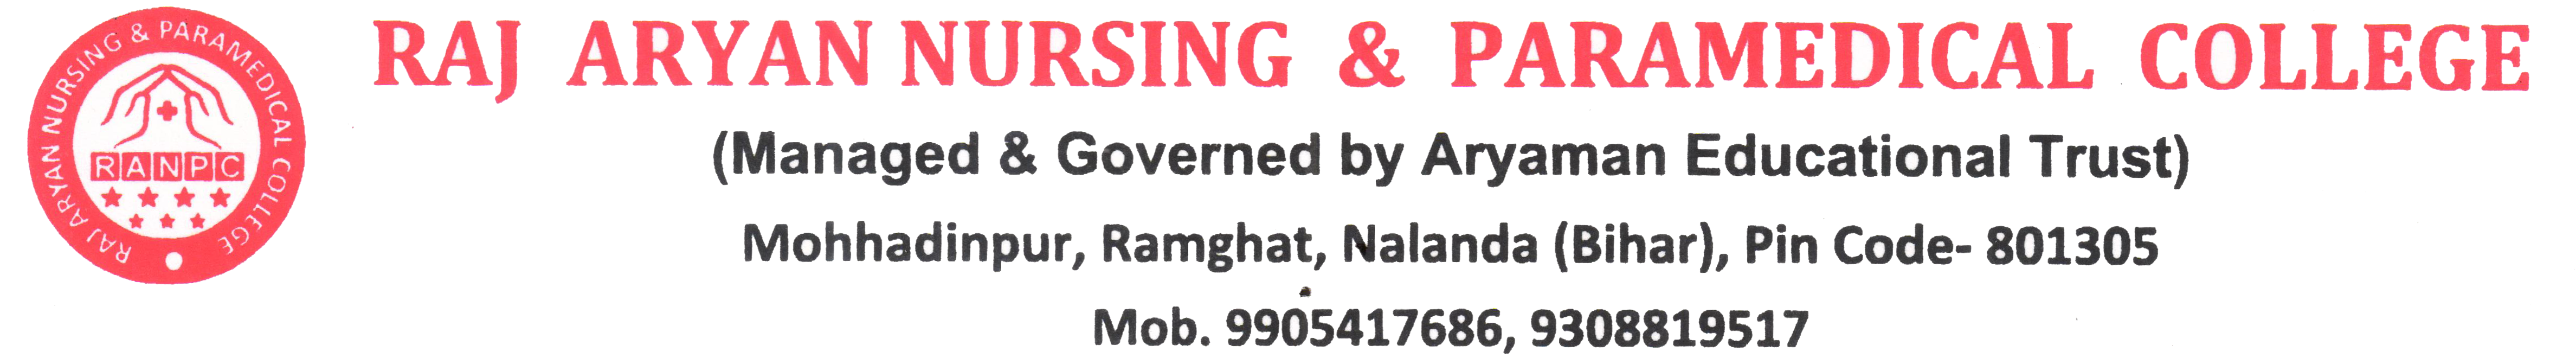 RAJ ARYAN NURSING & PARAMEDICAL COLLEGE
RANPC
RAJ ARYAN NURSING & PARAMEDICAL COLLEGE
(Managed & Governed by Aryaman Educational Trust)
Mohhadinpur, Ramghat, Nalanda (Bihar), Pin Code- 801305
Mob. 9905417686, 9308819517